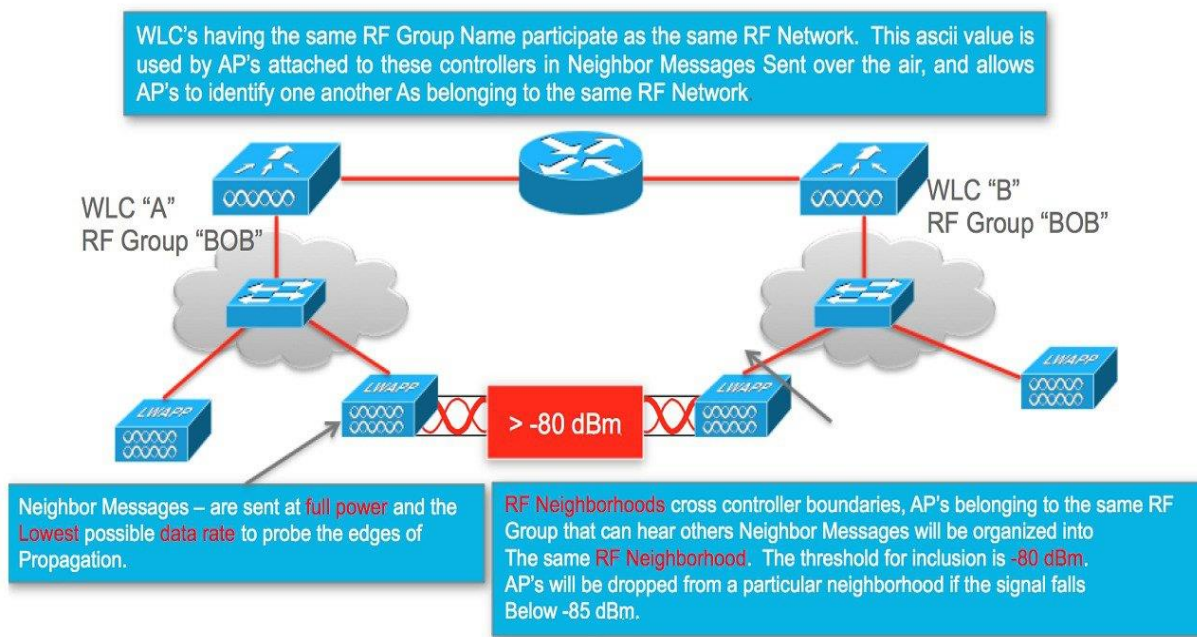 WLC's having the same RF Group Name participate as the same RF Network. This ascii value is
used by AP's attached to these controllers in Neighbor Messages Sent over the air, and allows
AP's to identify one another As belonging to the same RF Network.
WLC "A"
RF Group "BOB"
WLC "B"
RF Group "BOB"
LWAPP
LWAPP
> -80 dBm
LWAPP
LWAPP
Neighbor Messages – are sent at full power and the
Lowest possible data rate to probe the edges of
Propagation.
RF Neighborhoods cross controller boundaries, AP's belonging to the same RF
Group that can hear others Neighbor Messages will be organized into
The same RF Neighborhood. The threshold for inclusion is -80 dBm.
AP's will be dropped from a particular neighborhood if the signal falls
Below -85 dBm.